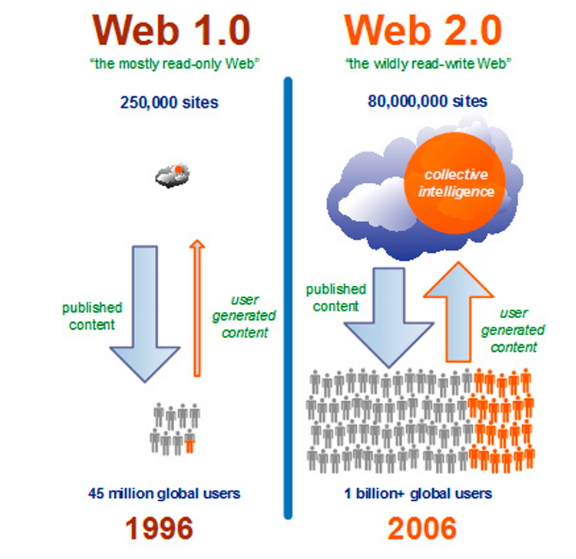 Web 1.0
“the mostly read-only Web”
250,000 sites
published
content
user
generated
content
45 million global users
1996
Web 2.0
“the wildly read-write Web”
80,000,000 sites
collective
intelligence
published
content
user
generated
content
1 billion+ global users
2006